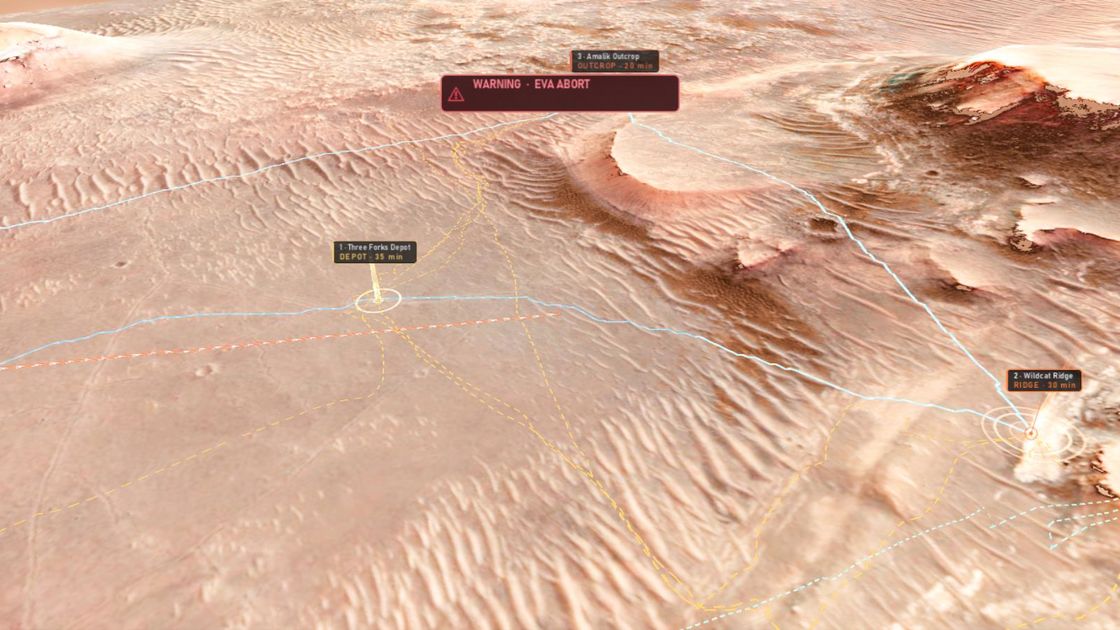 3 · Amalik Outcrop
OUTCROP · 20 min
WARNING · EVA ABORT
1 · Three Forks Depot
DEPOT · 35 min
2 · Wildcat Ridge
RIDGE · 30 min